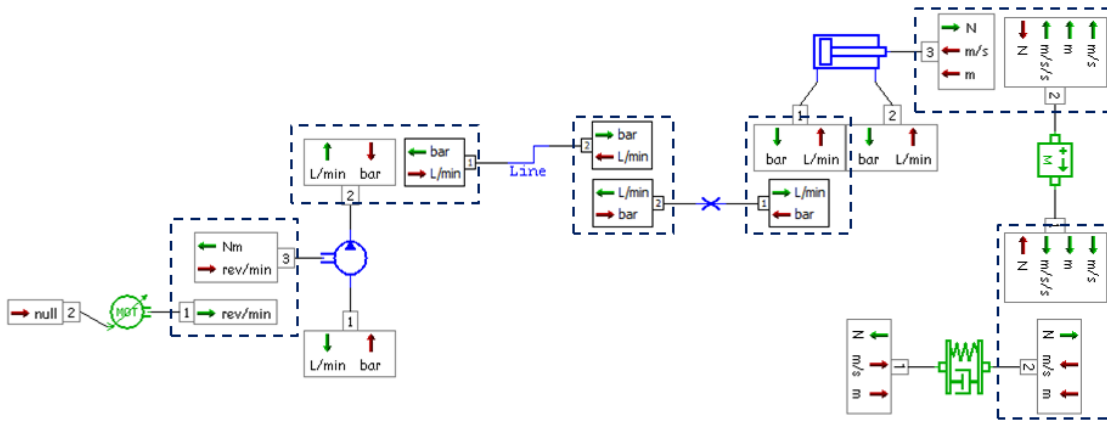 null 2
MOT
1 rev/min
Nm
rev/min
3
L/min bar
2
1
L/min bar
bar
L/min
1
Line
2
bar
L/min
L/min
bar
2
1
L/min
bar
1
bar L/min
2
bar L/min
3
N
m/s
m
N m/s/s m m/s
2
+
M
1
N m/s/s m m/s
N m/s m
1
2
N m/s m